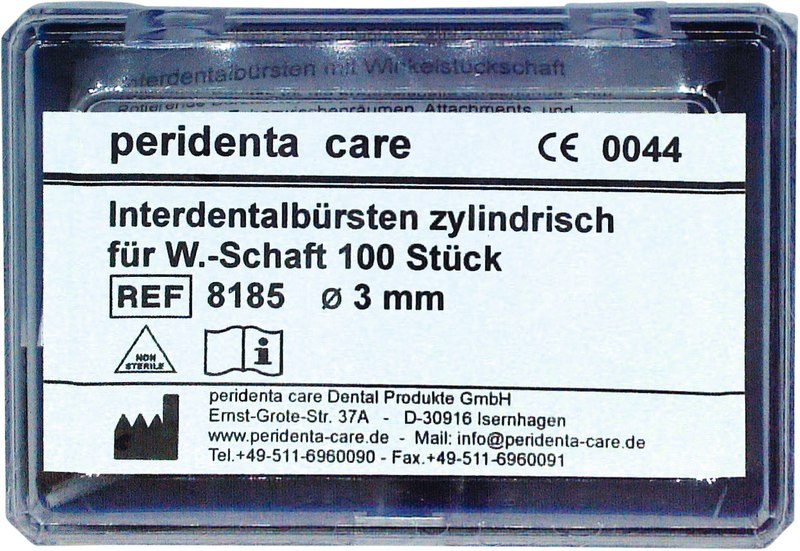 Interdentalbürsten mit Winkelstückschaft
peridenta care CE 0044
Interdentalbürsten zylindrisch
für W.-Schaft 100 Stück
REF 8185 ø 3 mm
NON
STERILE
i
peridenta care Dental Produkte GmbH
Ernst-Grote-Str. 37A - D-30916 Isernhagen
www.peridenta-care.de - Mail: info@peridenta-care.de
Tel.+49-511-6960090 - Fax.+49-511-6960091